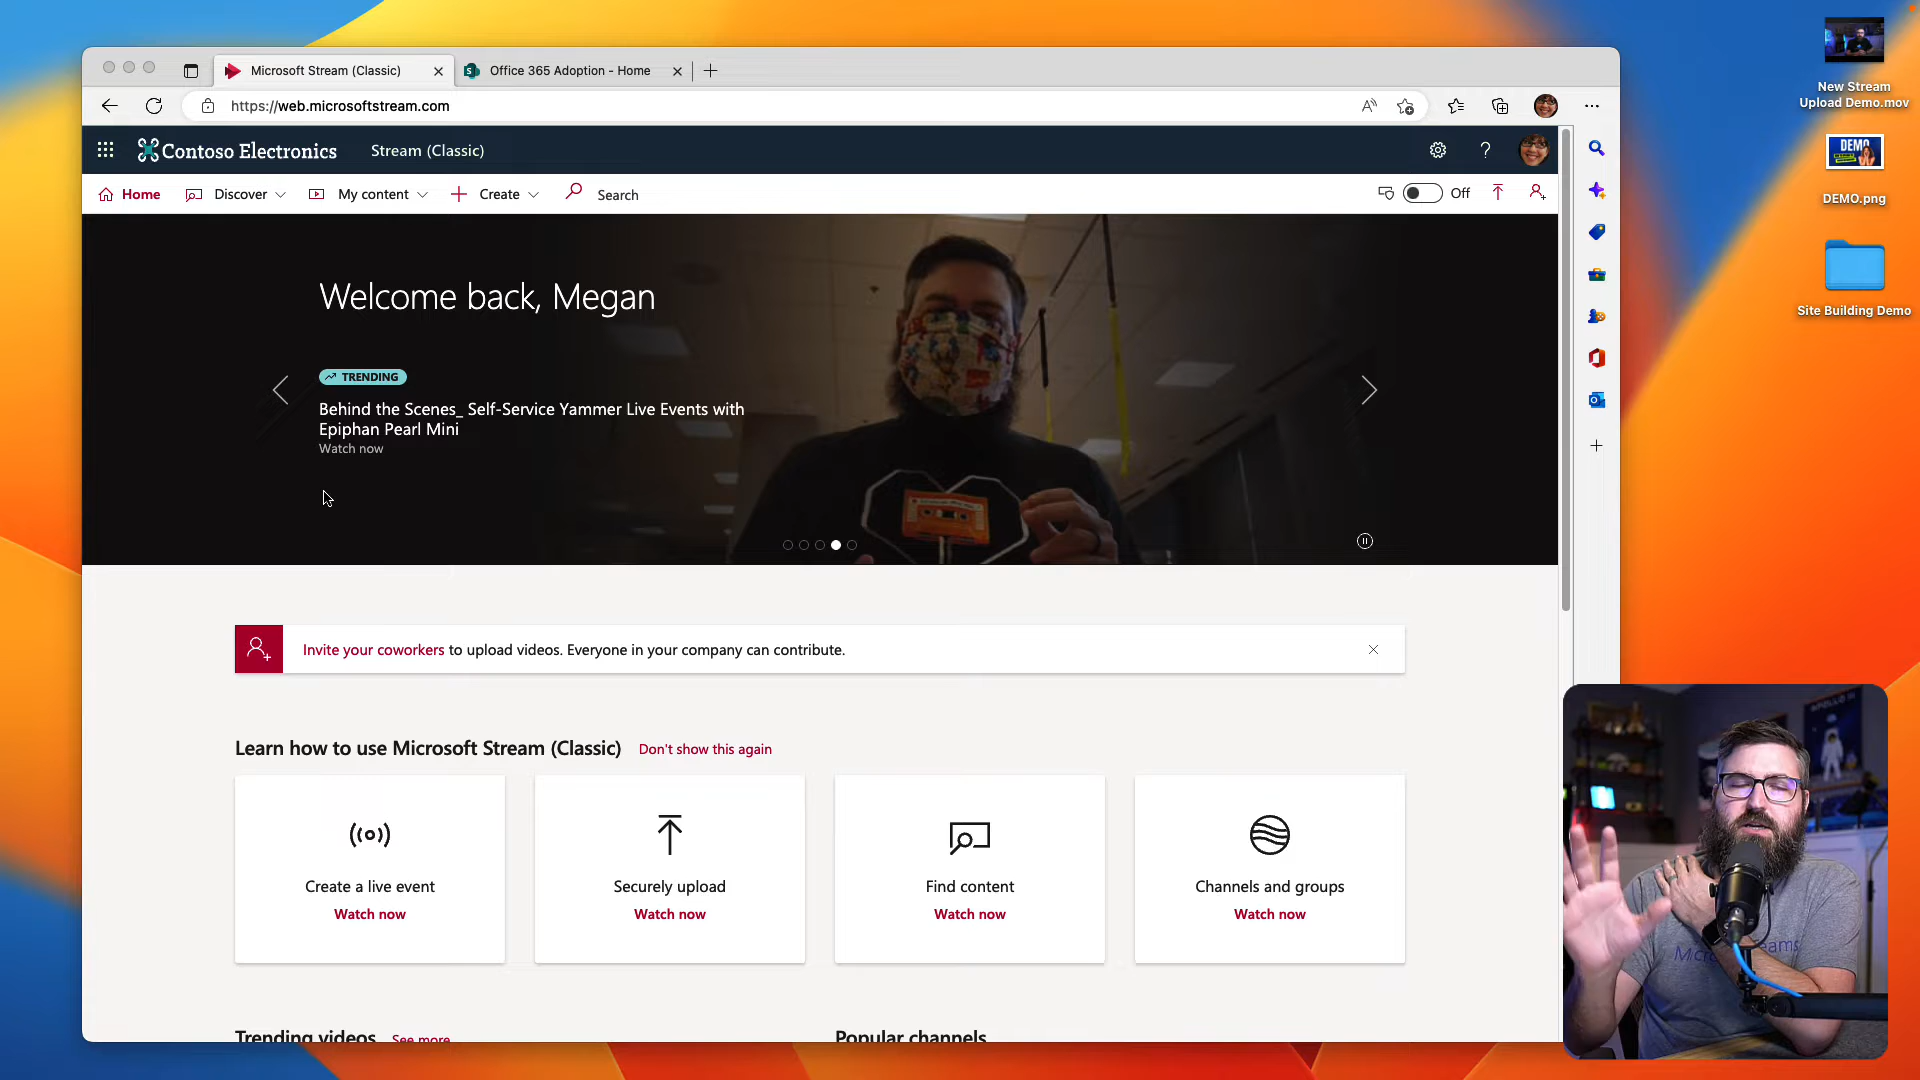 Microsoft Stream (Classic)
Office 365 Adoption - Home
https://web.microsoftstream.com
Contoso Electronics
Stream (Classic)
Home
Discover
My content
Create
Search
Off
Welcome back, Megan
TRENDING
Behind the Scenes_ Self-Service Yammer Live Events with
Epiphan Pearl Mini
Watch now
Invite your coworkers to upload videos. Everyone in your company can contribute.
Learn how to use Microsoft Stream (Classic)
Don't show this again
Create a live event
Watch now
Securely upload
Watch now
Find content
Watch now
Channels and groups
Watch now
Trending videos
See more
Popular channels
New Stream
Upload Demo.mov
DEMO
DEMO.png
Site Building Demo